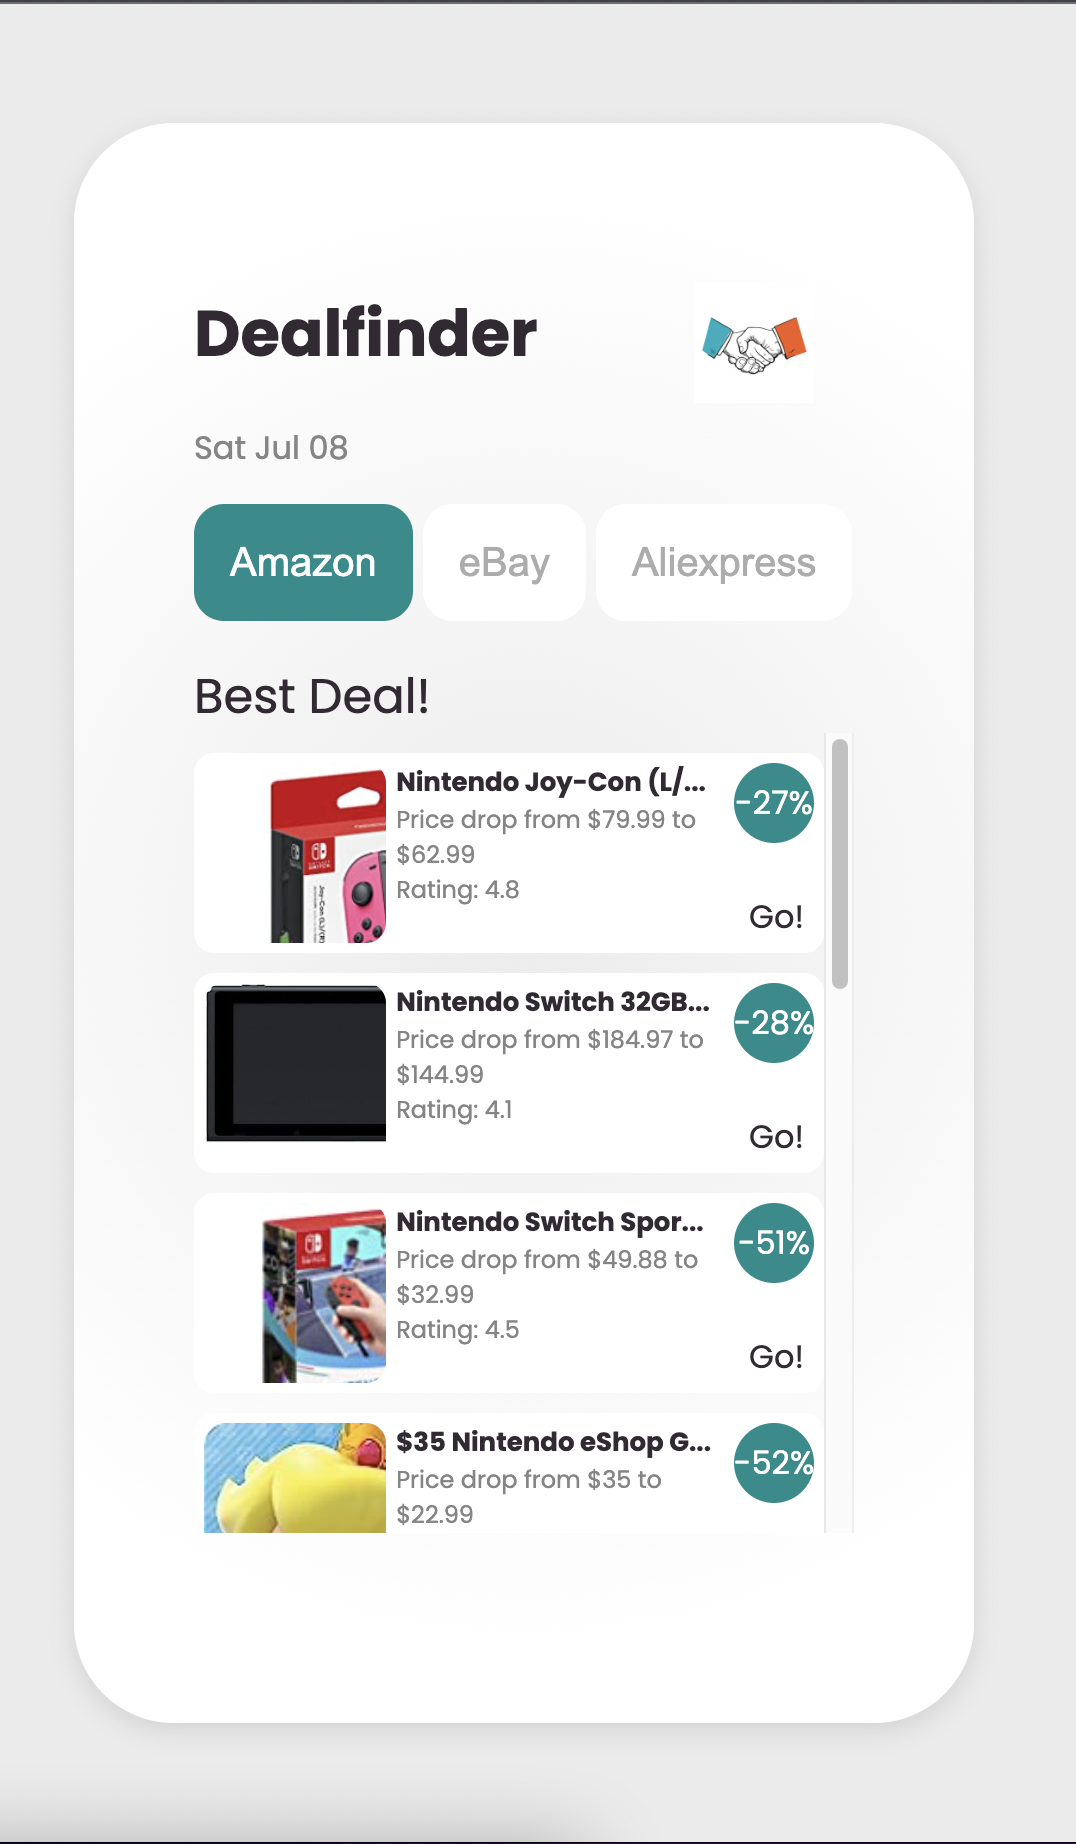 Dealfinder
Sat Jul 08
Amazon
eBay
Aliexpress
Best Deal!
Nintendo Joy-Con (L/...
Price drop from $79.99 to
$62.99
Rating: 4.8
-27%
Go!
Nintendo Switch 32GB...
Price drop from $184.97 to
$144.99
Rating: 4.1
-28%
Go!
Nintendo Switch Spor...
Price drop from $49.88 to
$32.99
Rating: 4.5
-51%
Go!
$35 Nintendo eShop G...
Price drop from $35 to
$22.99
-52%